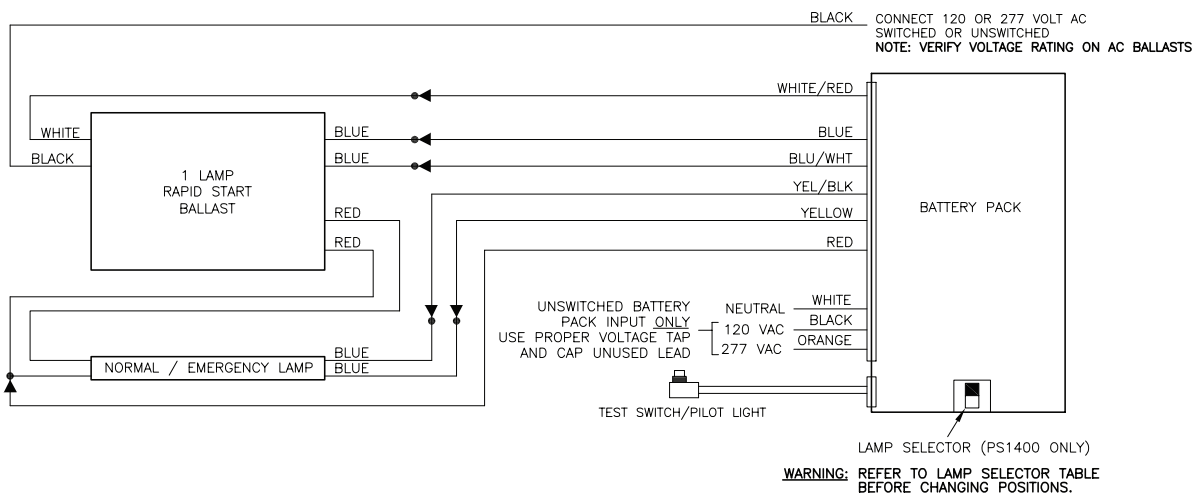 BLACK
CONNECT 120 OR 277 VOLT AC
SWITCHED OR UNSWITCHED
NOTE: VERIFY VOLTAGE RATING ON AC BALLASTS
WHITE/RED
WHITE
BLUE
BLUE
BLACK
BLUE
BLU/WHT
1 LAMP
RAPID START
BALLAST
YEL/BLK
BATTERY PACK
RED
YELLOW
RED
RED
UNSWITCHED BATTERY
PACK INPUT ONLY
USE PROPER VOLTAGE TAP
AND CAP UNUSED LEAD
NEUTRAL
WHITE
120 VAC
BLACK
277 VAC
ORANGE
NORMAL / EMERGENCY LAMP
BLUE
BLUE
TEST SWITCH/PILOT LIGHT
LAMP SELECTOR (PS1400 ONLY)
WARNING: REFER TO LAMP SELECTOR TABLE
BEFORE CHANGING POSITIONS.